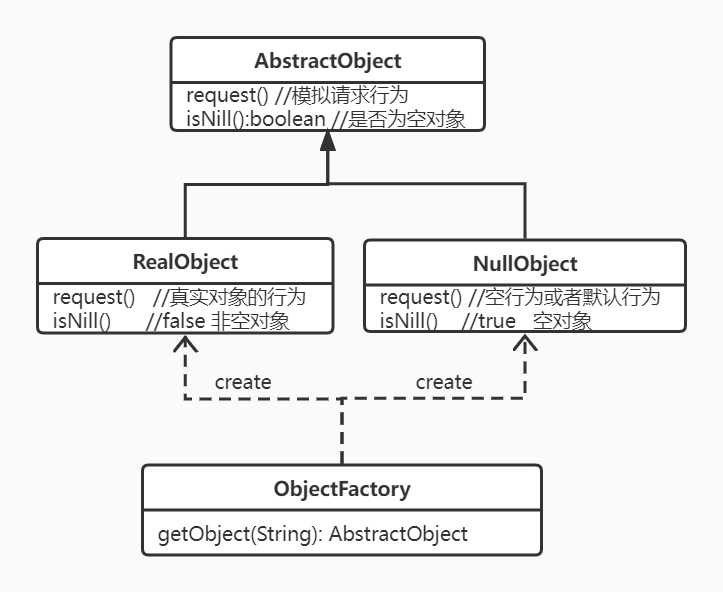 AbstractObject
request() //模拟请求行为
isNill():boolean //是否为空对象
RealObject
request() //真实对象的行为
isNill() //false 非空对象
NullObject
request() //空行为或者默认行为
isNill() //true 空对象
create
create
ObjectFactory
getObject(String): AbstractObject